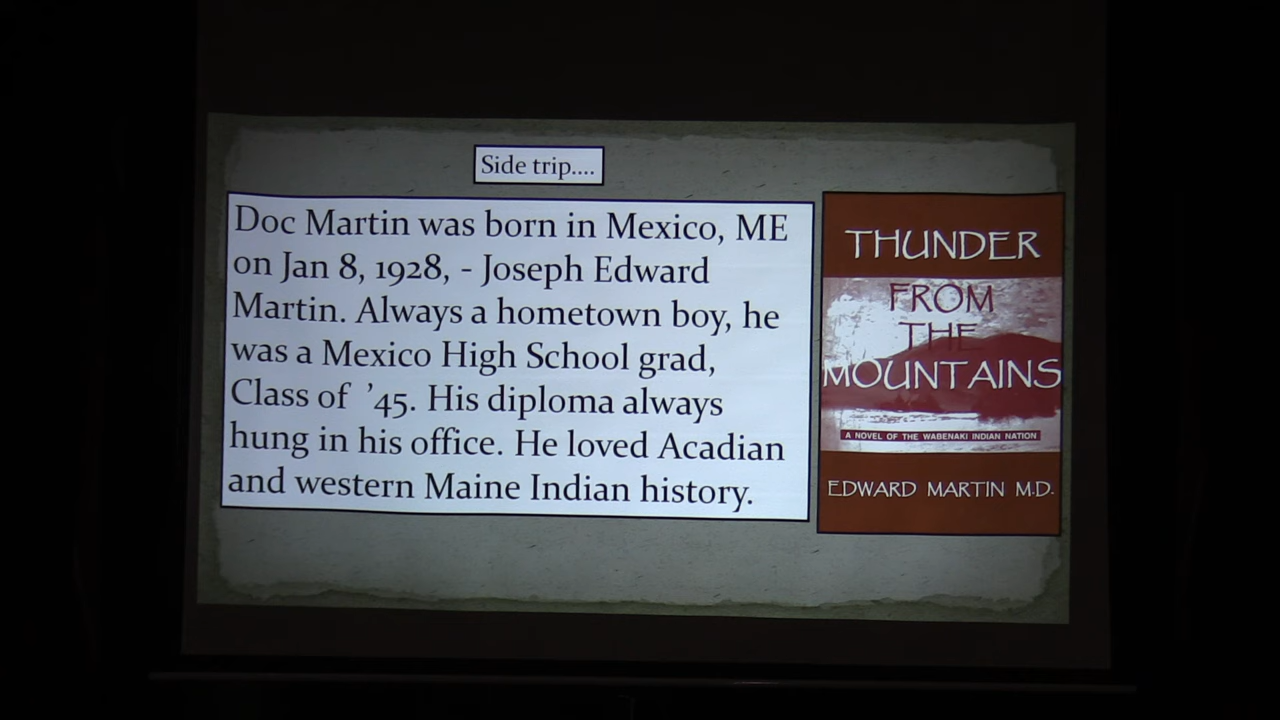 Side trip....
Doc Martin was born in Mexico, ME
on Jan 8, 1928, - Joseph Edward
Martin. Always a hometown boy, he
was a Mexico High School grad,
Class of ’45. His diploma always
hung in his office. He loved Acadian
and western Maine Indian history.
THUNDER
FROM
THE
MOUNTAINS
A NOVEL OF THE WABENAKI INDIAN NATION
EDWARD MARTIN M.D.